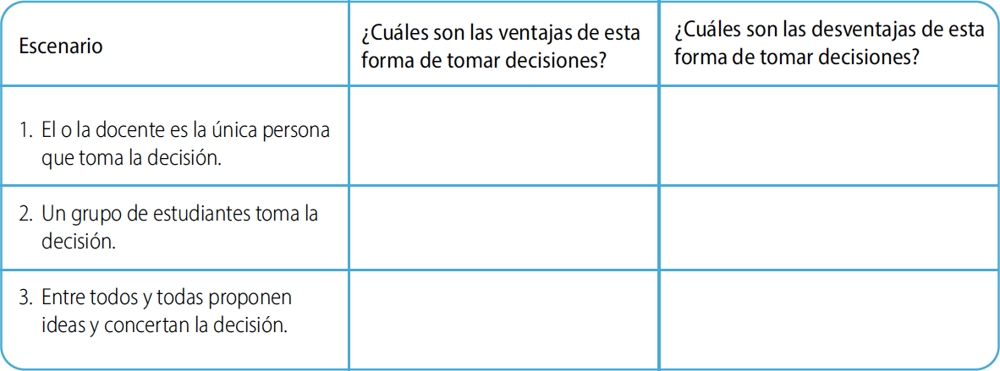 Escenario
¿Cuáles son las ventajas de esta
forma de tomar decisiones?
¿Cuáles son las desventajas de esta
forma de tomar decisiones?
1. El o la docente es la única persona
que toma la decisión.
2. Un grupo de estudiantes toma la
decisión.
3. Entre todos y todas proponen
ideas y concertan la decisión.